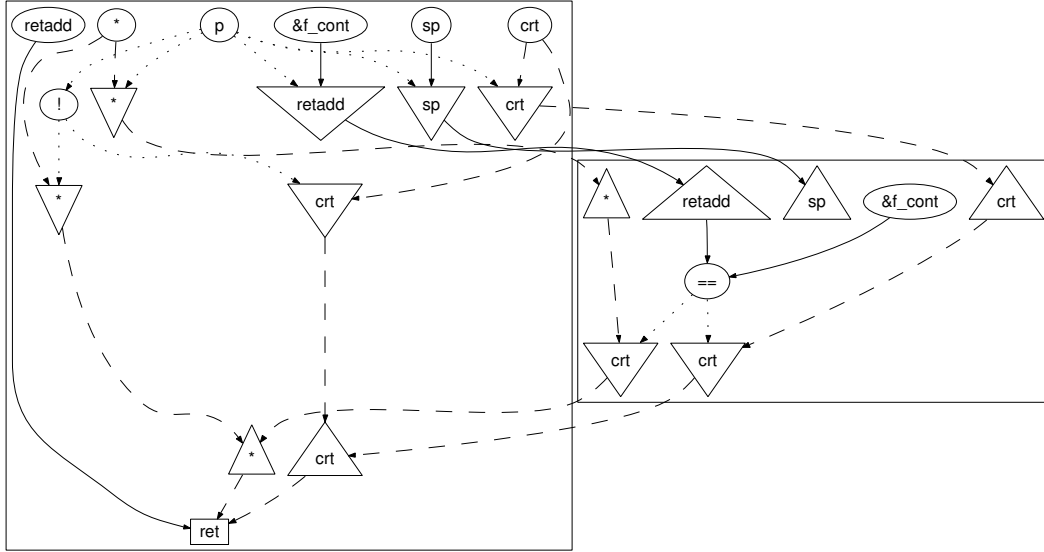 retadd * p &f_cont sp crt
! * retadd sp crt
* crt * retadd sp &f_cont crt
==
crt crt
* crt
ret